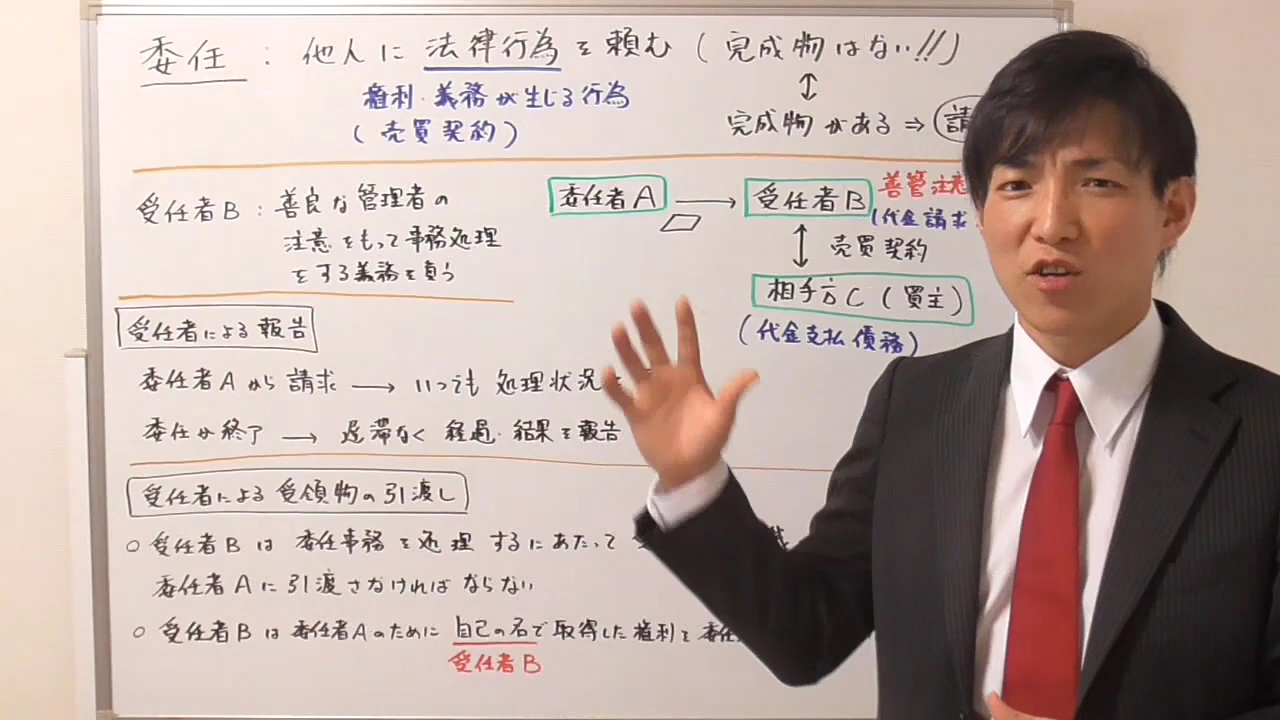 委任 : 他人に法律行為を頼む (完成物はない!!)
権利・義務が生じる行為
(売買契約)
↕
完成物がある ⇒ 請
受任者B : 善良な管理者の
注意をもって事務処理
をする義務を負う
委任者A → 受任者B
善管注意
(代金請求
↕ 売買契約
相手方C (買主)
(代金支払債務)
受任者による報告
委任者Aから請求 → いつでも 処理状況
委任が終了 → 遅滞なく 経過・結果を報告
受任者による受領物の引渡し
○ 受任者Bは 委任事務を処理するにあたって
委任者Aに引渡さなければならない
○ 受任者Bは委任者Aのために 自己の名で取得した権利を委
受任者B